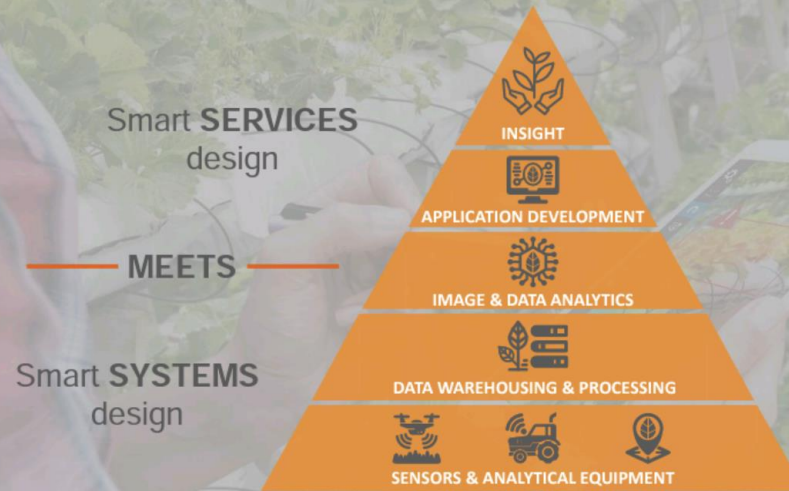 Smart SERVICES
design
MEETS
Smart SYSTEMS
design
INSIGHT
APPLICATION DEVELOPMENT
IMAGE & DATA ANALYTICS
DATA WAREHOUSING & PROCESSING
SENSORS & ANALYTICAL EQUIPMENT